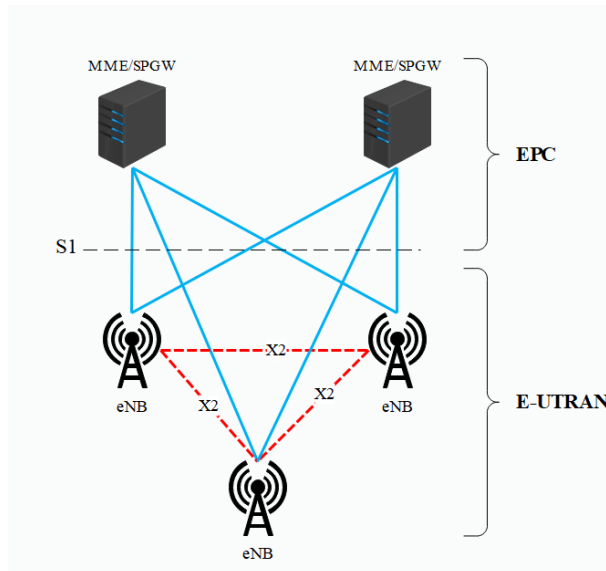 MME/SPGW
MME/SPGW
EPC
S1
X2
eNB
eNB
X2
X2
E-UTRAN
eNB